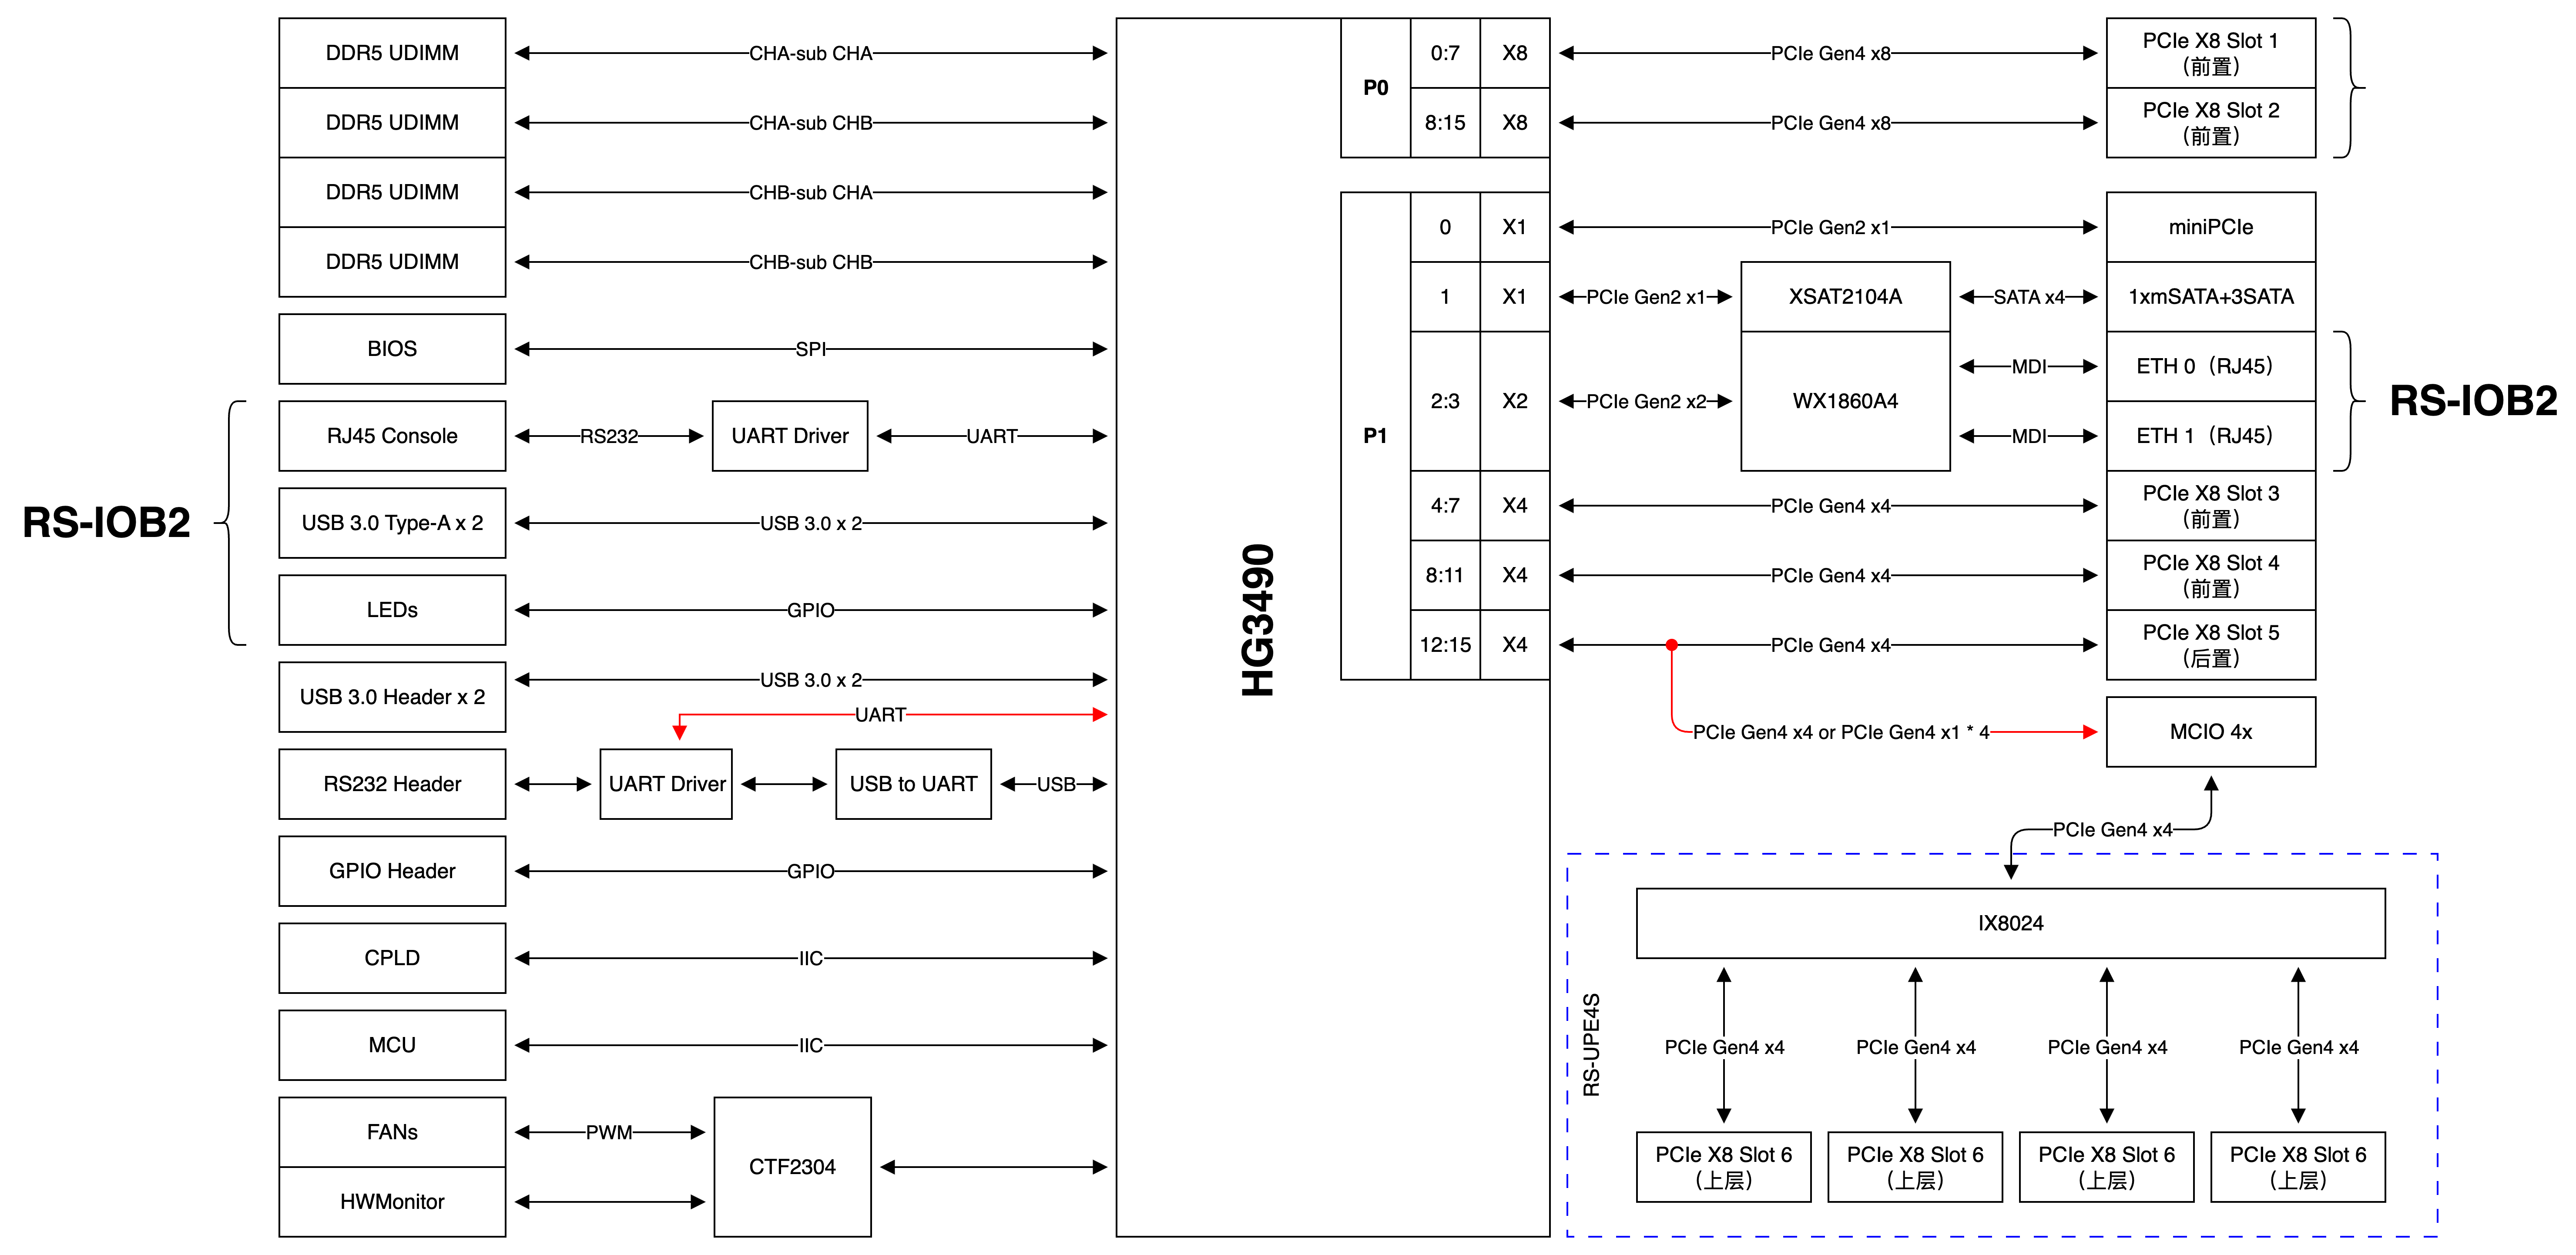 DDR5 UDIMM
CHA-sub CHA
DDR5 UDIMM
CHA-sub CHB
DDR5 UDIMM
CHB-sub CHA
DDR5 UDIMM
CHB-sub CHB
BIOS
SPI
RS-IOB2
RJ45 Console
RS232
UART Driver
UART
USB 3.0 Type-A x 2
USB 3.0 x 2
LEDs
GPIO
USB 3.0 Header x 2
USB 3.0 x 2
UART
RS232 Header
UART Driver
USB to UART
USB
GPIO Header
GPIO
CPLD
IIC
MCU
IIC
FANs
PWM
HWMonitor
CTF2304
HG3490
P0
0:7
X8
PCIe Gen4 x8
PCIe X8 Slot 1
（前置）
8:15
X8
PCIe Gen4 x8
PCIe X8 Slot 2
（前置）
P1
0
X1
PCIe Gen2 x1
miniPCIe
1
X1
PCIe Gen2 x1
XSAT2104A
SATA x4
1xmSATA+3SATA
2:3
X2
PCIe Gen2 x2
WX1860A4
MDI
ETH 0（RJ45）
MDI
ETH 1（RJ45）
RS-IOB2
4:7
X4
PCIe Gen4 x4
PCIe X8 Slot 3
（前置）
8:11
X4
PCIe Gen4 x4
PCIe X8 Slot 4
（前置）
12:15
X4
PCIe Gen4 x4
PCIe X8 Slot 5
（后置）
PCIe Gen4 x4 or PCIe Gen4 x1 * 4
MCIO 4x
PCIe Gen4 x4
RS-UPE4S
IX8024
PCIe Gen4 x4
PCIe Gen4 x4
PCIe Gen4 x4
PCIe Gen4 x4
PCIe X8 Slot 6
（上层）
PCIe X8 Slot 6
（上层）
PCIe X8 Slot 6
（上层）
PCIe X8 Slot 6
（上层）